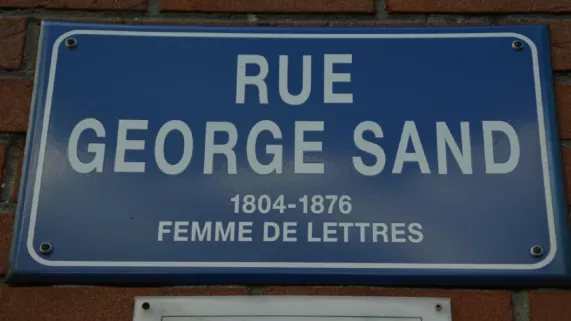 RUE
GEORGE SAND
1804-1876
FEMME DE LETTRES